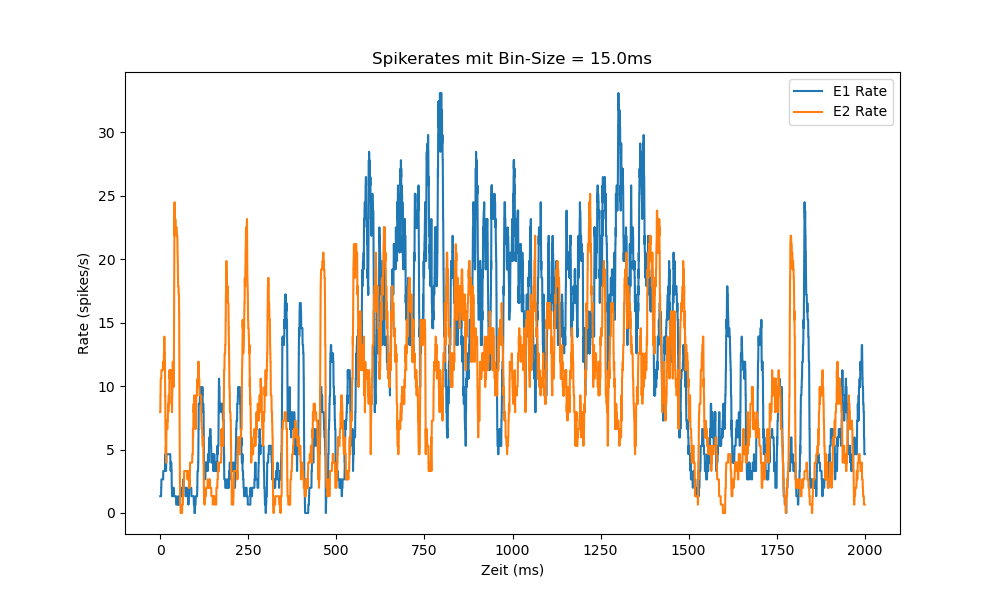 Spikerates mit Bin-Size = 15.0ms
E1 Rate
E2 Rate
Rate (spikes/s)
30
25
20
15
10
5
0
0 250 500 750 1000 1250 1500 1750 2000
Zeit (ms)